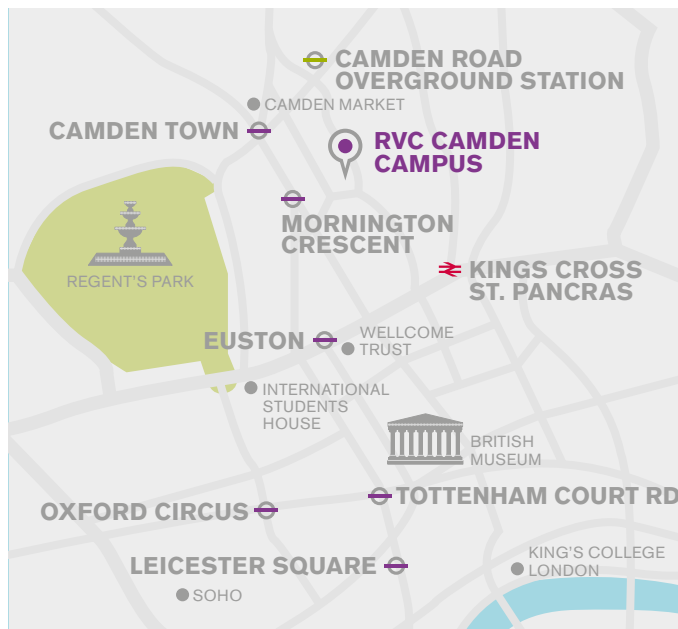 CAMDEN ROAD
OVERGROUND STATION
CAMDEN MARKET
CAMDEN TOWN
RVC CAMDEN
CAMPUS
MORNINGTON
CRESCENT
REGENT'S PARK
KINGS CROSS
ST. PANCRAS
EUSTON
WELLCOME
TRUST
INTERNATIONAL
STUDENTS
HOUSE
BRITISH
MUSEUM
TOTTENHAM COURT RD
OXFORD CIRCUS
LEICESTER SQUARE
KING'S COLLEGE
LONDON
SOHO